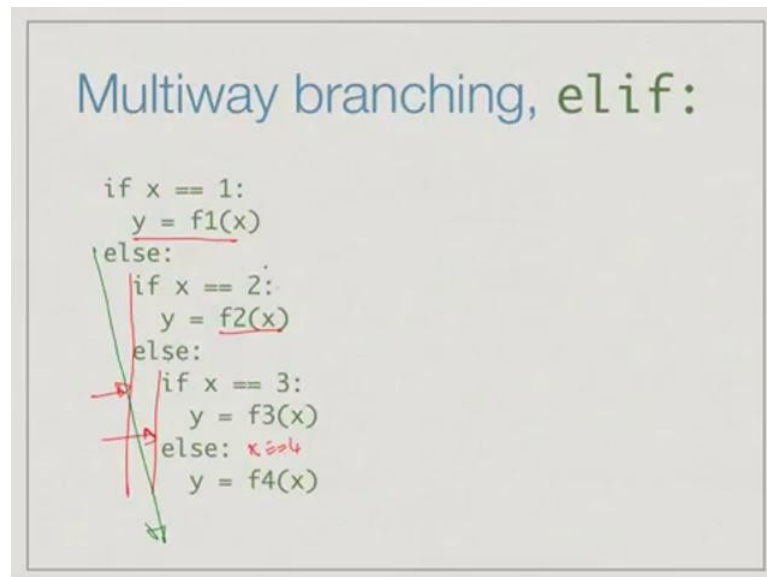 Multiway branching, elif:
if x == 1:
y = f1(x)
else:
if x == 2:
y = f2(x)
else:
if x == 3:
y = f3(x)
else: x==4
y = f4(x)